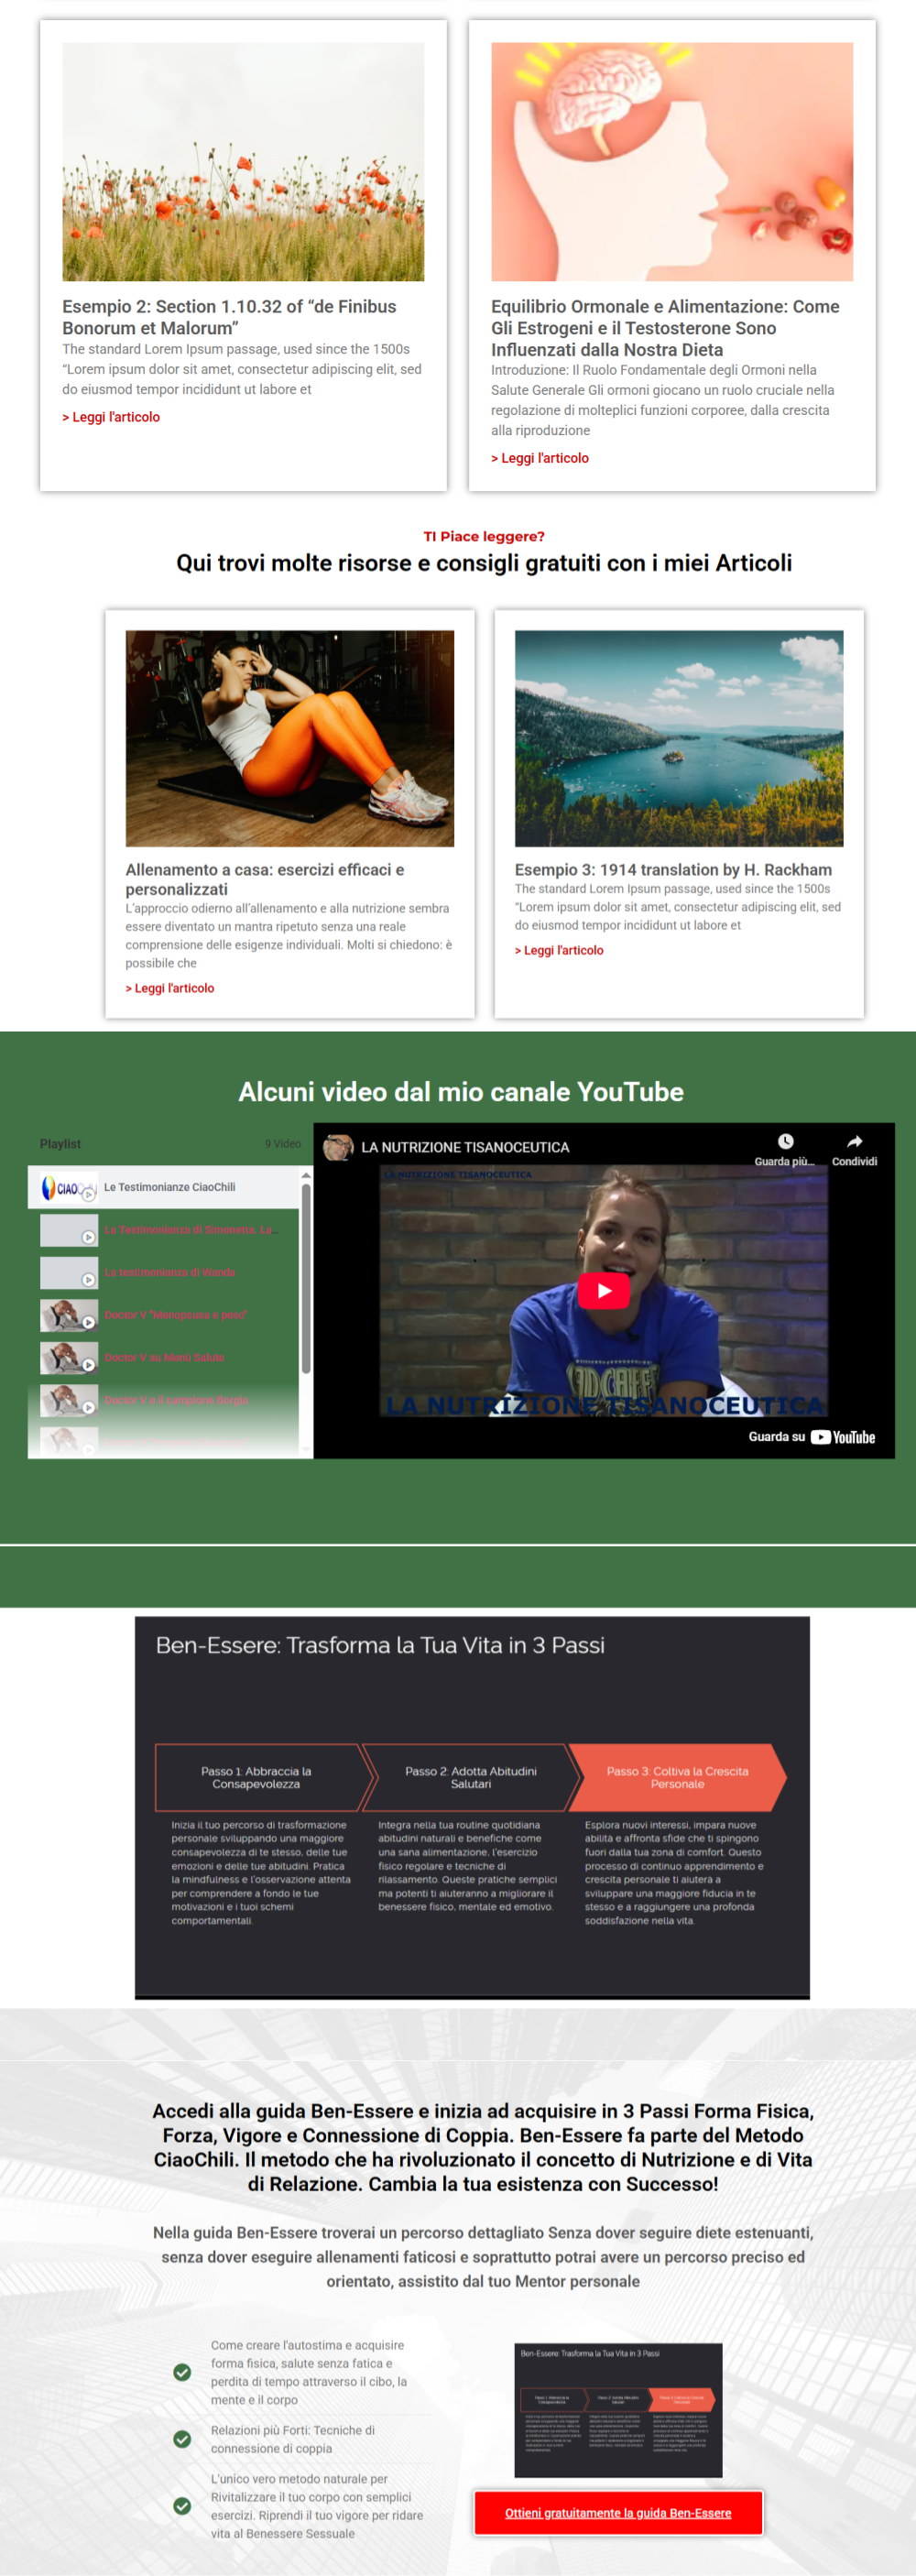 Esempio 2: Section 1.10.32 of “de Finibus
Bonorum et Malorum”
The standard Lorem Ipsum passage, used since the 1500s
“Lorem ipsum dolor sit amet, consectetur adipiscing elit, sed
do eiusmod tempor incididunt ut labore et
> Leggi l'articolo
Equilibrio Ormonale e Alimentazione: Come
Gli Estrogeni e il Testosterone Sono
Influenzati dalla Nostra Dieta
Introduzione: Il Ruolo Fondamentale degli Ormoni nella
Salute Generale Gli ormoni giocano un ruolo cruciale nella
regolazione di molteplici funzioni corporee, dalla crescita
alla riproduzione
> Leggi l'articolo
TI Piace leggere?
Qui trovi molte risorse e consigli gratuiti con i miei Articoli
Allenamento a casa: esercizi efficaci e
personalizzati
L’approccio odierno all’allenamento e alla nutrizione sembra
essere diventato un mantra ripetuto senza una reale
comprensione delle esigenze individuali. Molti si chiedono: è
possibile che
> Leggi l'articolo
Esempio 3: 1914 translation by H. Rackham
The standard Lorem Ipsum passage, used since the 1500s
“Lorem ipsum dolor sit amet, consectetur adipiscing elit, sed
do eiusmod tempor incididunt ut labore et
> Leggi l'articolo
Alcuni video dal mio canale YouTube
Playlist
9 Video
CIAO
Le Testimonianze CiaoChili
La Testimonianza di Simonetta. Lu...
La testimonianza di Wanda
Doctor V "Menopausa e peso"
Doctor V su Menù Salute
Doctor V e il campione Borgia
LA NUTRIZIONE TISANOCEUTICA
Guarda più...
Condividi
LA NUTRIZIONE TISANOCEUTICA
LA NUTRIZIONE TISANOCEUTICA
Guarda su YouTube
Ben-Essere: Trasforma la Tua Vita in 3 Passi
Passo 1: Abbraccia la
Consapevolezza
Inizia il tuo percorso di trasformazione
personale sviluppando una maggiore
consapevolezza di te stesso, delle tue
emozioni e delle tue abitudini. Pratica
la mindfulness e l'osservazione attenta
per comprendere a fondo le tue
motivazioni e i tuoi schemi
comportamentali.
Passo 2: Adotta Abitudini
Salutari
Integra nella tua routine quotidiana
abitudini naturali e benefiche come
una sana alimentazione, l'esercizio
fisico regolare e tecniche di
rilassamento. Queste pratiche semplici
ma potenti ti aiuteranno a migliorare il
benessere fisico, mentale ed emotivo.
Passo 3: Coltiva la Crescita
Personale
Esplora nuovi interessi, impara nuove
abilità e affronta sfide che ti spingono
fuori dalla tua zona di comfort. Questo
processo di continuo apprendimento e
crescita personale ti aiuterà a
sviluppare una maggiore fiducia in te
stesso e a raggiungere una profonda
soddisfazione nella vita.
Accedi alla guida Ben-Essere e inizia ad acquisire in 3 Passi Forma Fisica,
Forza, Vigore e Connessione di Coppia. Ben-Essere fa parte del Metodo
CiaoChili. Il metodo che ha rivoluzionato il concetto di Nutrizione e di Vita
di Relazione. Cambia la tua esistenza con Successo!
Nella guida Ben-Essere troverai un percorso dettagliato Senza dover seguire diete estenuanti,
senza dover eseguire allenamenti faticosi e soprattutto potrai avere un percorso preciso ed
orientato, assistito dal tuo Mentor personale
Come creare l'autostima e acquisire
forma fisica, salute senza fatica e
perdita di tempo attraverso il cibo, la
mente e il corpo
Relazioni più Forti: Tecniche di
connessione di coppia
L'unico vero metodo naturale per
Rivitalizzare il tuo corpo con semplici
esercizi. Riprendi il tuo vigore per ridare
vita al Benessere Sessuale
Ben-Essere: Trasforma la Tua Vita in 3 Passi
Ottieni gratuitamente la guida Ben-Essere